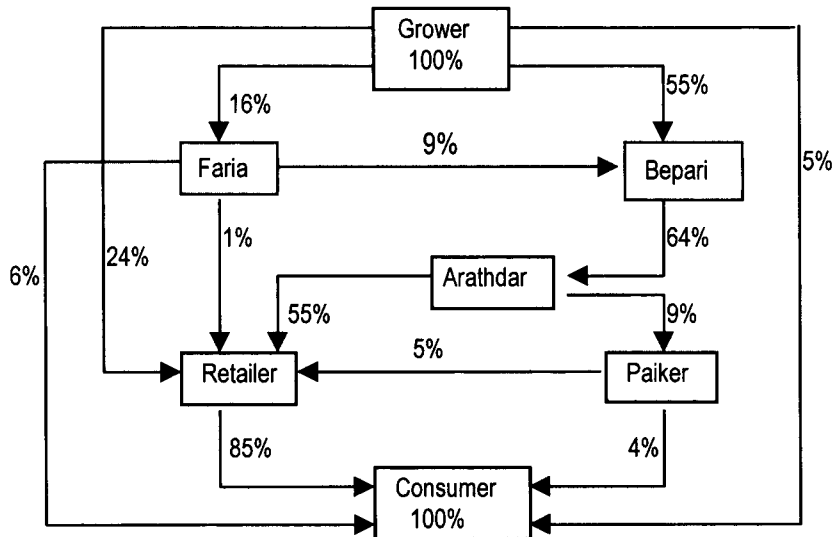 Grower
100%
16%
55%
Faria
9%
Bepari
5%
1%
64%
6%
24%
Arathdar
55%
9%
Retailer
5%
Paiker
85%
4%
Consumer
100%